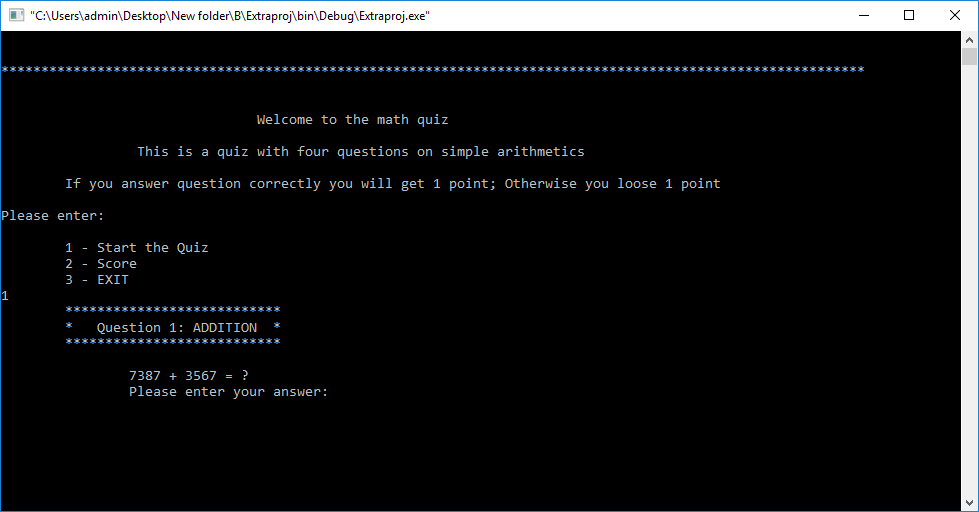 "C:\Users\admin\Desktop\New folder\B\Extraproj\bin\Debug\Extraproj.exe"
************************************************************************************************************
Welcome to the math quiz
This is a quiz with four questions on simple arithmetics
If you answer question correctly you will get 1 point; Otherwise you loose 1 point
Please enter:
1 - Start the Quiz
2 - Score
3 - EXIT
1
***************************
*   Question 1: ADDITION  *
***************************
7387 + 3567 = ?
Please enter your answer: